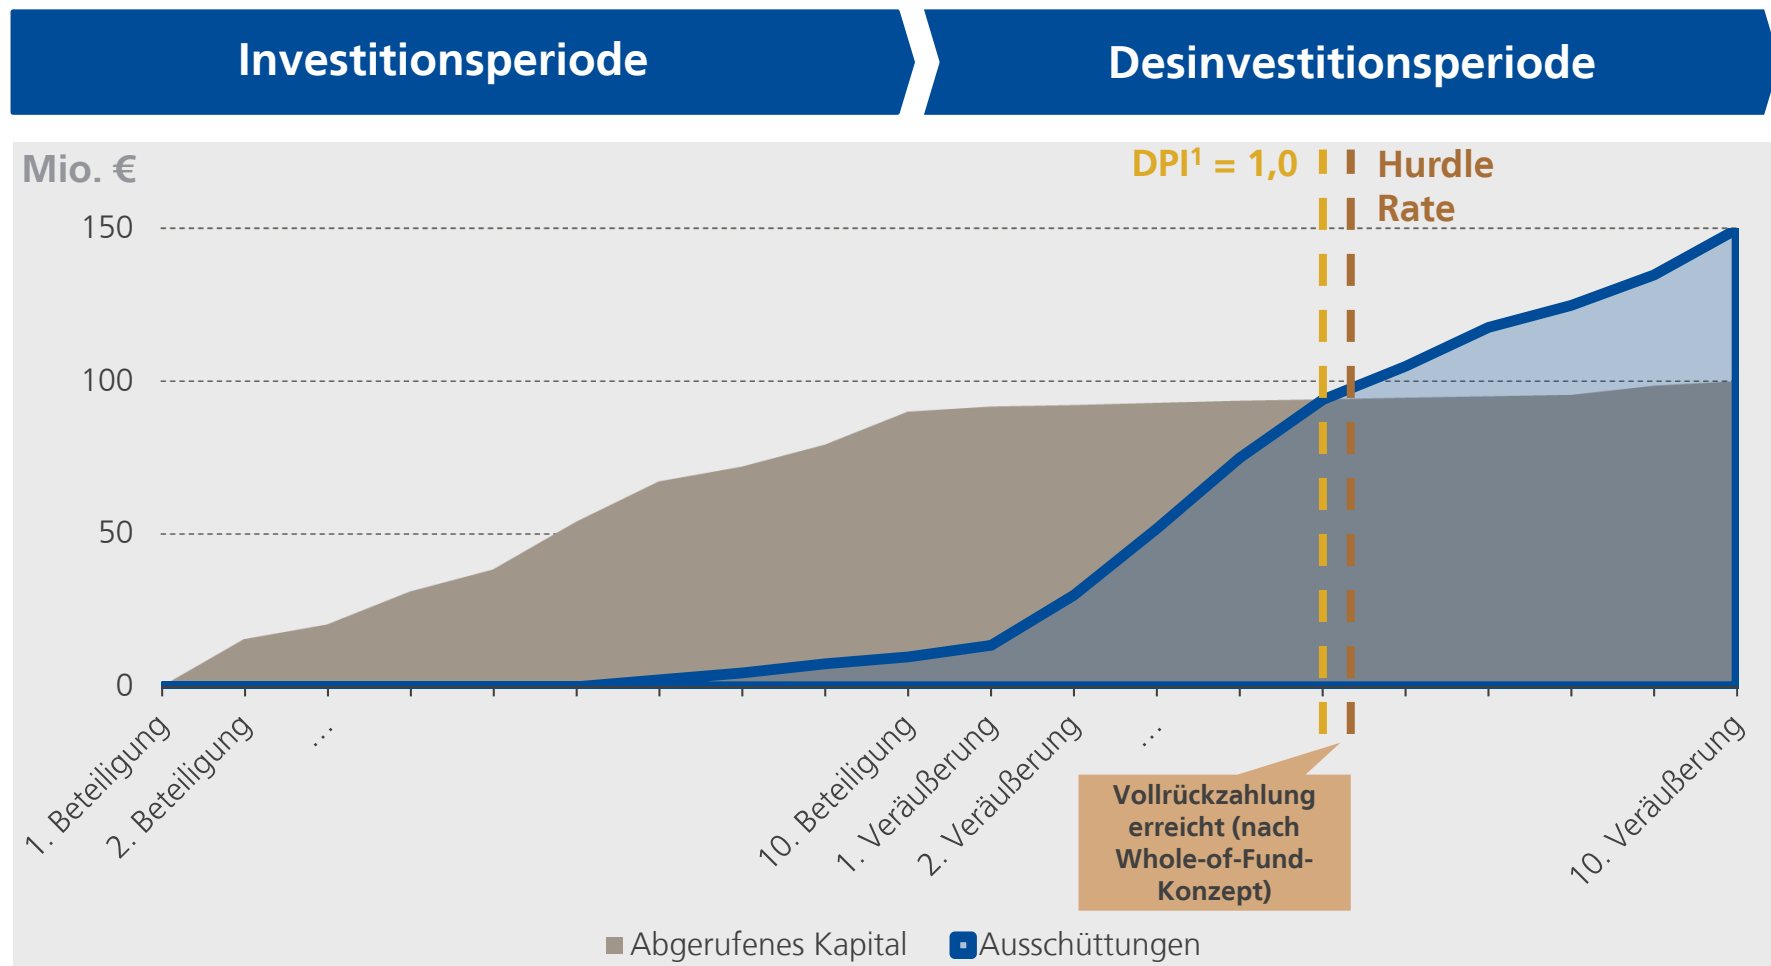 Investitionsperiode
Desinvestitionsperiode
Mio. €
DPI¹ = 1,0
Hurdle
Rate
150
100
50
0
1. Beteiligung
2. Beteiligung
...
10. Beteiligung
1. Veräußerung
2. Veräußerung
...
10. Veräußerung
Vollrückzahlung
erreicht (nach
Whole-of-Fund-
Konzept)
Abgerufenes Kapital
Ausschüttungen